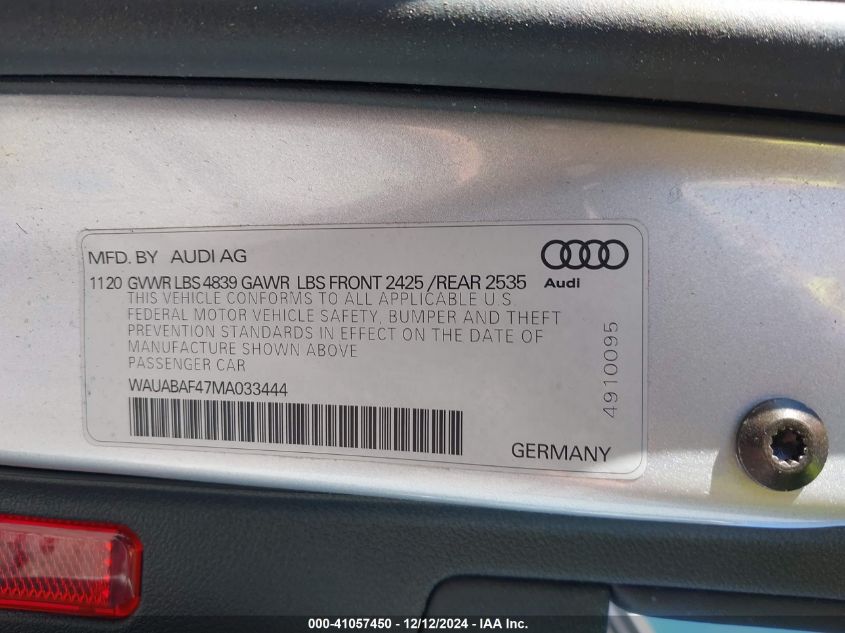 MFD. BY AUDI AG
1120 GVWR LBS 4839 GAWR LBS FRONT 2425 /REAR 2535
THIS VEHICLE CONFORMS TO ALL APPLICABLE U.S.
FEDERAL MOTOR VEHICLE SAFETY, BUMPER AND THEFT
PREVENTION STANDARDS IN EFFECT ON THE DATE OF
MANUFACTURE SHOWN ABOVE
PASSENGER CAR
WAUABAF47MA033444
Audi
4910095
GERMANY
000-41057450 - 12/12/2024 - IAA Inc.